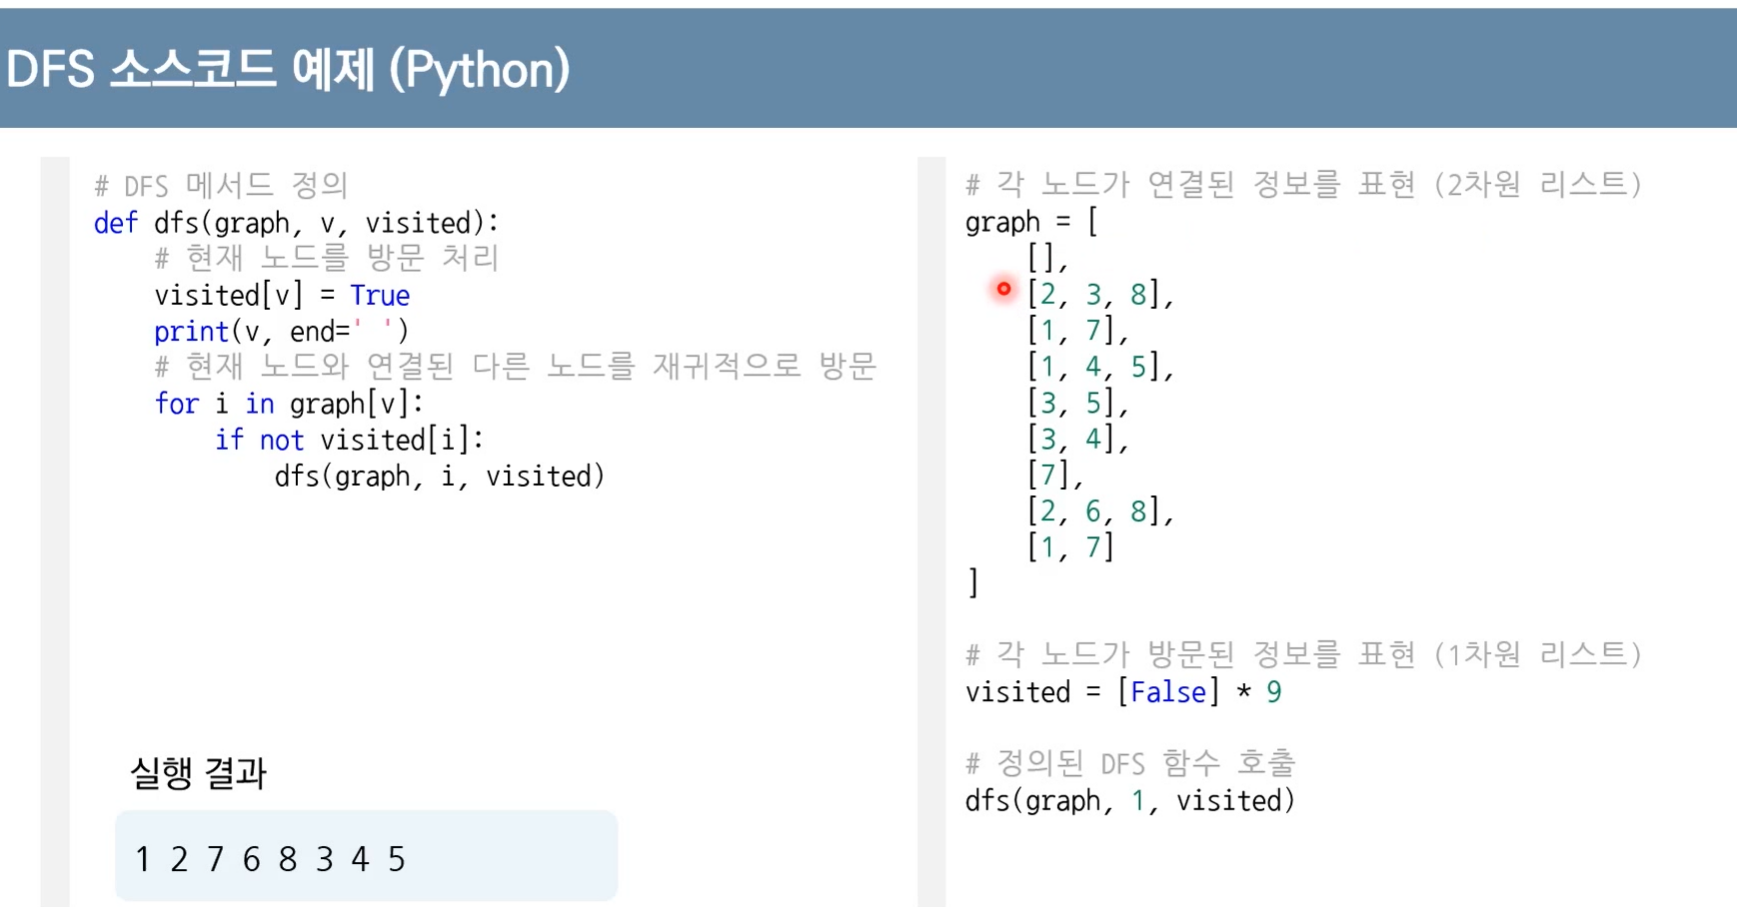 DFS 소스코드 예제 (Python)
# DFS 메서드 정의
def dfs(graph, v, visited):
    # 현재 노드를 방문 처리
    visited[v] = True
    print(v, end=' ')
    # 현재 노드와 연결된 다른 노드를 재귀적으로 방문
    for i in graph[v]:
        if not visited[i]:
            dfs(graph, i, visited)
실행 결과
1 2 7 6 8 3 4 5
# 각 노드가 연결된 정보를 표현 (2차원 리스트)
graph = [
    [],
    [2, 3, 8],
    [1, 7],
    [1, 4, 5],
    [3, 5],
    [3, 4],
    [7],
    [2, 6, 8],
    [1, 7]
]
# 각 노드가 방문된 정보를 표현 (1차원 리스트)
visited = [False] * 9
# 정의된 DFS 함수 호출
dfs(graph, 1, visited)